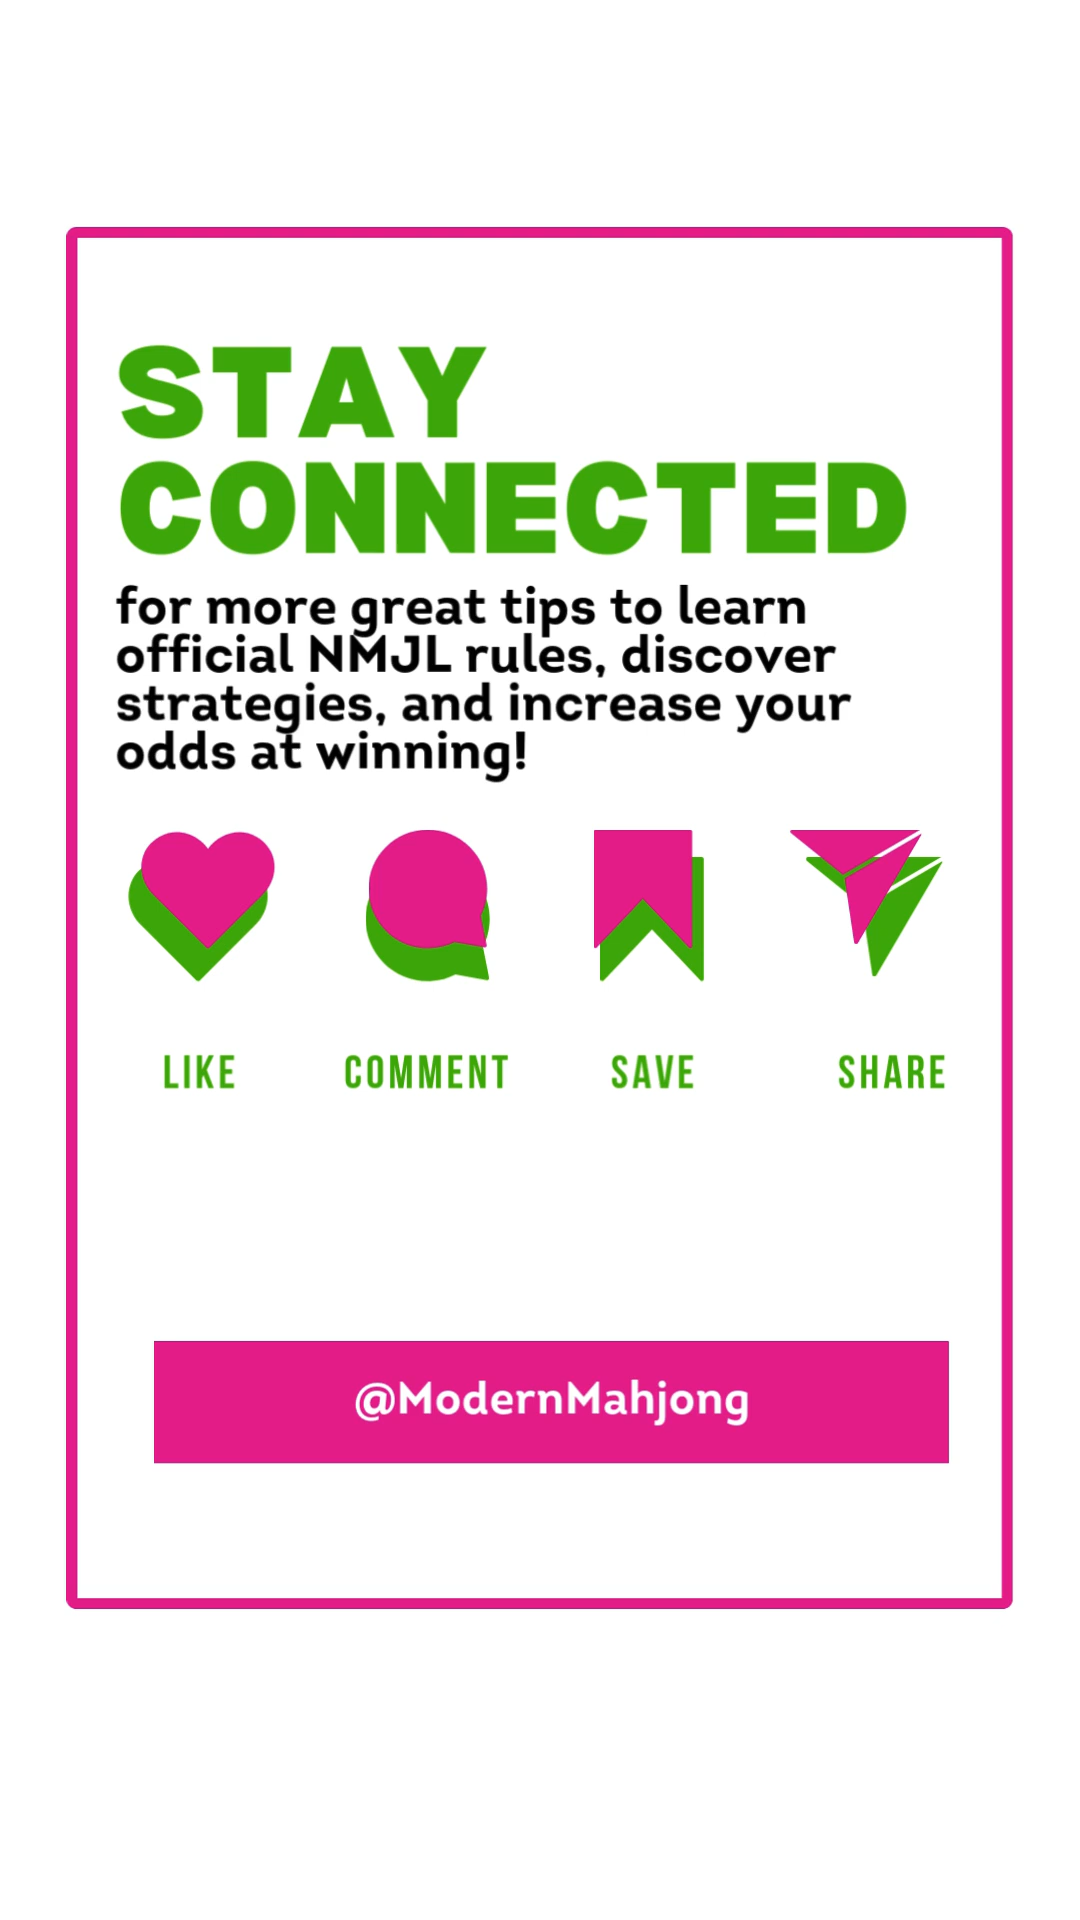 STAY
CONNECTED
for more great tips to learn
official NMJL rules, discover
strategies, and increase your
odds at winning!
LIKE COMMENT SAVE SHARE
@ModernMahjong